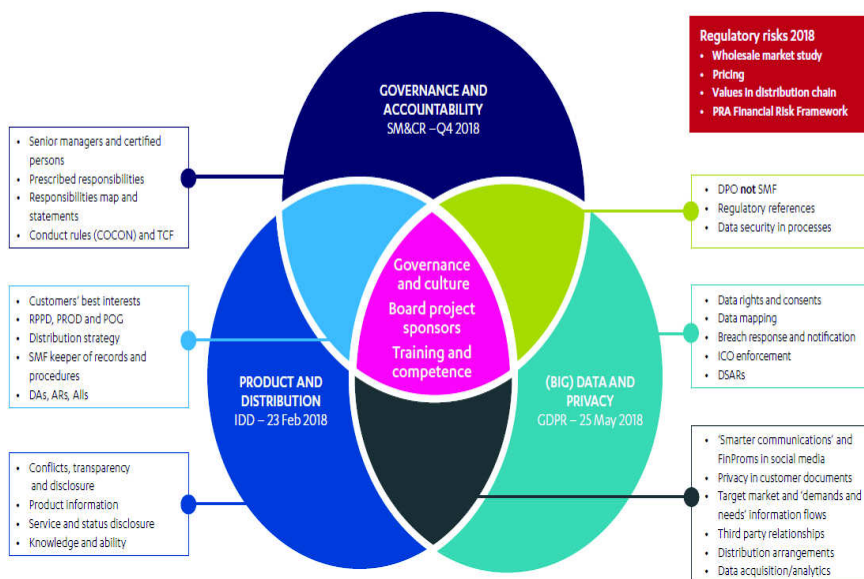 GOVERNANCE AND
ACCOUNTABILITY
SM&CR –Q4 2018
Regulatory risks 2018
• Wholesale market study
• Pricing
• Values in distribution chain
• PRA Financial Risk Framework
• Senior managers and certified
persons
• Prescribed responsibilities
• Responsibilities map and
statements
• Conduct rules (COCON) and TCF
• DPO not SMF
• Regulatory references
• Data security in processes
Governance
and culture
Board project
sponsors
Training and
competence
• Customers' best interests
• RPPD, PROD and POG
• Distribution strategy
• SMF keeper of records and
procedures
• DAs, ARs, AIIs
• Data rights and consents
• Data mapping
• Breach response and notification
• ICO enforcement
• DSARs
PRODUCT AND
DISTRIBUTION
IDD – 23 Feb 2018
(BIG) DATA AND
PRIVACY
GDPR – 25 May 2018
• Conflicts, transparency
and disclosure
• Product information
• Service and status disclosure
• Knowledge and ability
• 'Smarter communications' and
FinProms in social media
• Privacy in customer documents
• Target market and 'demands and
needs' information flows
• Third party relationships
• Distribution arrangements
• Data acquisition/analytics